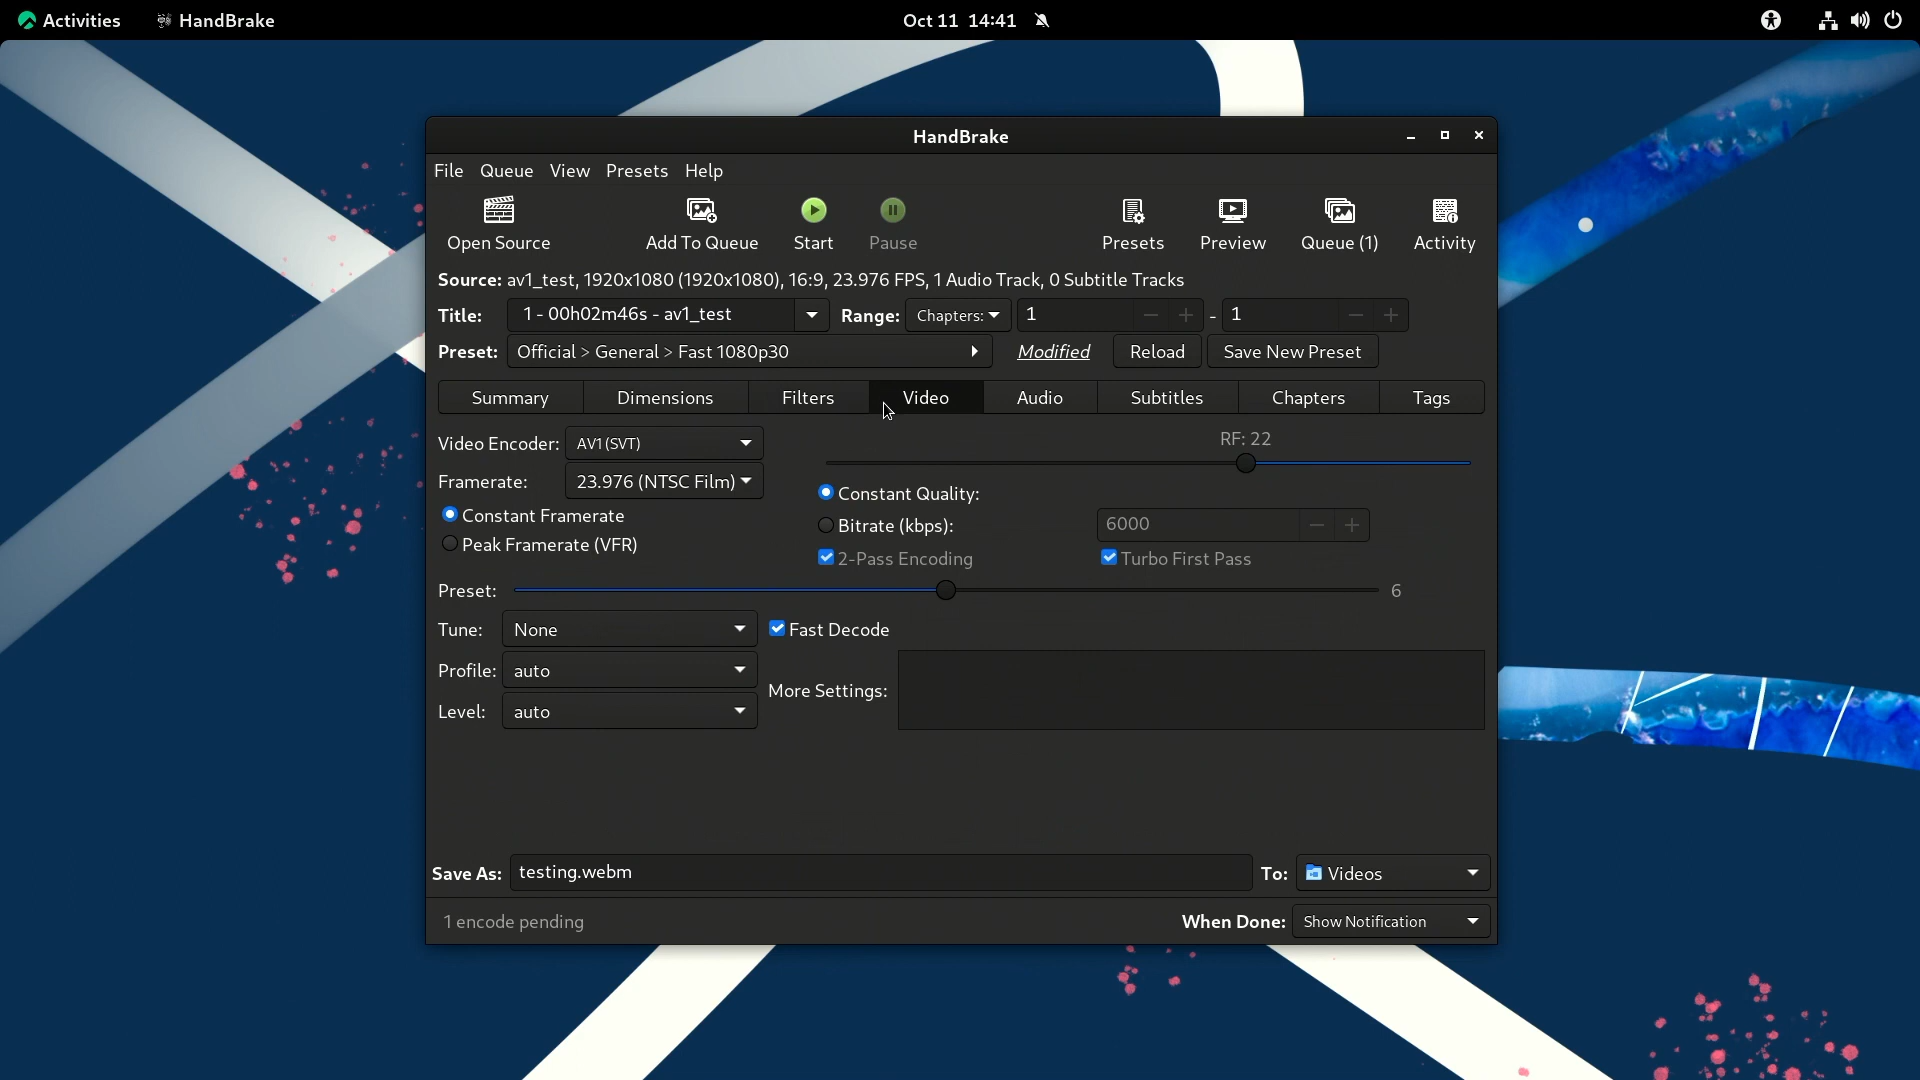 Activities HandBrake Oct 11 14:41
HandBrake
File Queue View Presets Help
Open Source Add To Queue Start Pause Presets Preview Queue (1) Activity
Source: av1_test, 1920x1080 (1920x1080), 16:9, 23.976 FPS, 1 Audio Track, 0 Subtitle Tracks
Title: 1 - 00h02m46s - av1_test Range: Chapters: 1 - 1
Preset: Official > General > Fast 1080p30 Modified Reload Save New Preset
Summary Dimensions Filters Video Audio Subtitles Chapters Tags
Video Encoder: AV1 (SVT) RF: 22
Framerate: 23.976 (NTSC Film) Constant Quality:
Constant Framerate Bitrate (kbps): 6000
Peak Framerate (VFR) 2-Pass Encoding Turbo First Pass
Preset: 6
Tune: None Fast Decode
Profile: auto More Settings:
Level: auto
Save As: testing.webm To: Videos
1 encode pending When Done: Show Notification